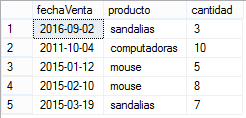 fechaVenta producto cantidad
1 2016-09-02 sandalias 3
2 2011-10-04 computadoras 10
3 2015-01-12 mouse 5
4 2015-02-10 mouse 8
5 2015-03-19 sandalias 7